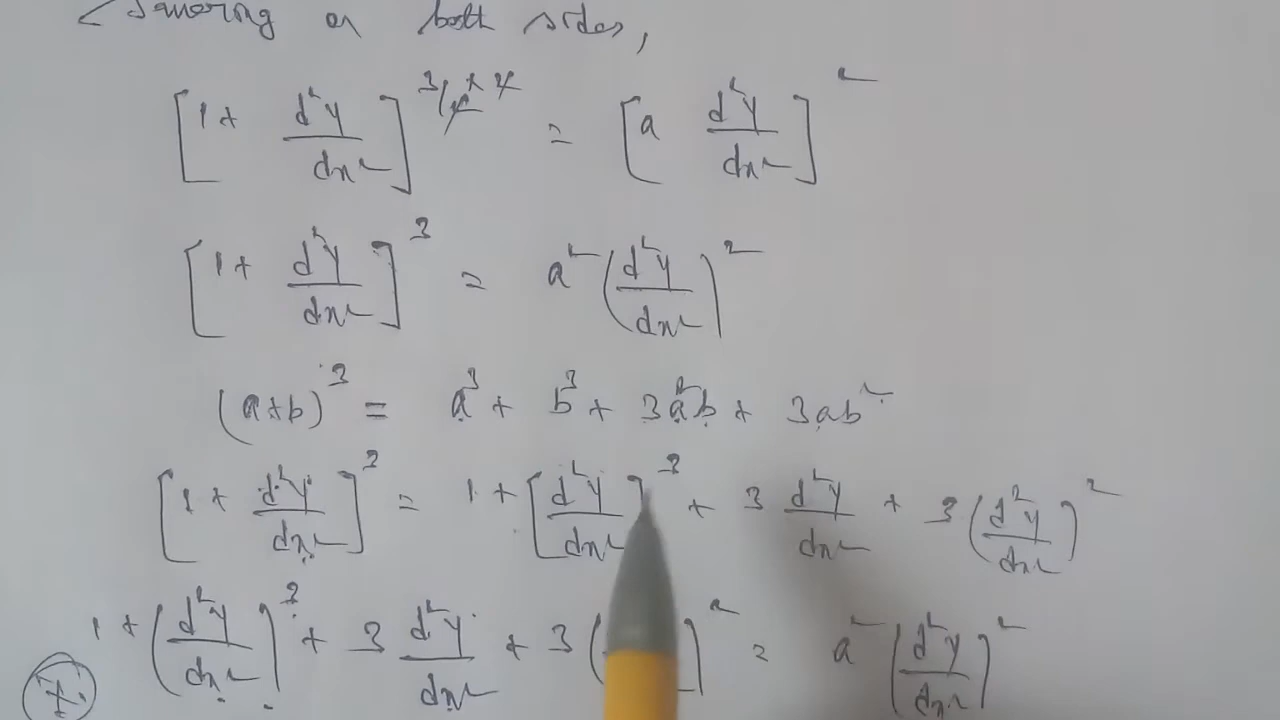 Squaring on both sides,
[1 + d²y/dx²]^(3/2 × 2) = [a d²y/dx²]²
[1 + d²y/dx²]³ = a² (d²y/dx²)²
(a+b)³ = a³ + b³ + 3a²b + 3ab²
[1 + d²y/dx²]³ = 1 + [d²y/dx²]³ + 3 d²y/dx² + 3 (d²y/dx²)²
1 + (d²y/dx²)³ + 3 d²y/dx² + 3 ( )² = a² (d²y/dx²)²